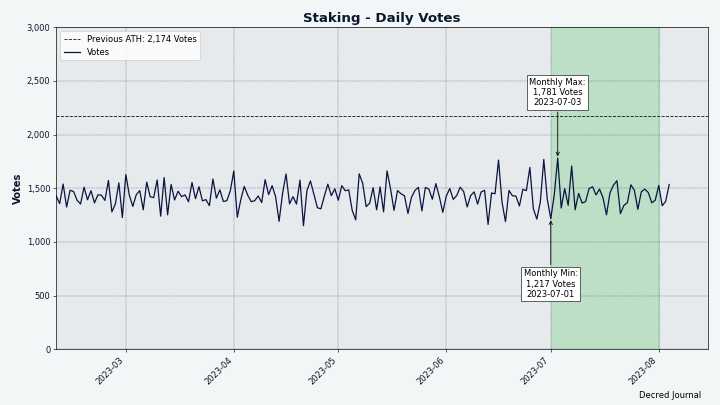 Staking - Daily Votes
3,000
2,500
2,000
1,500
1,000
500
0
Votes
Previous ATH: 2,174 Votes
Votes
Monthly Max:
1,781 Votes
2023-07-03
Monthly Min:
1,217 Votes
2023-07-01
2023-03
2023-04
2023-05
2023-06
2023-07
2023-08
Decred Journal